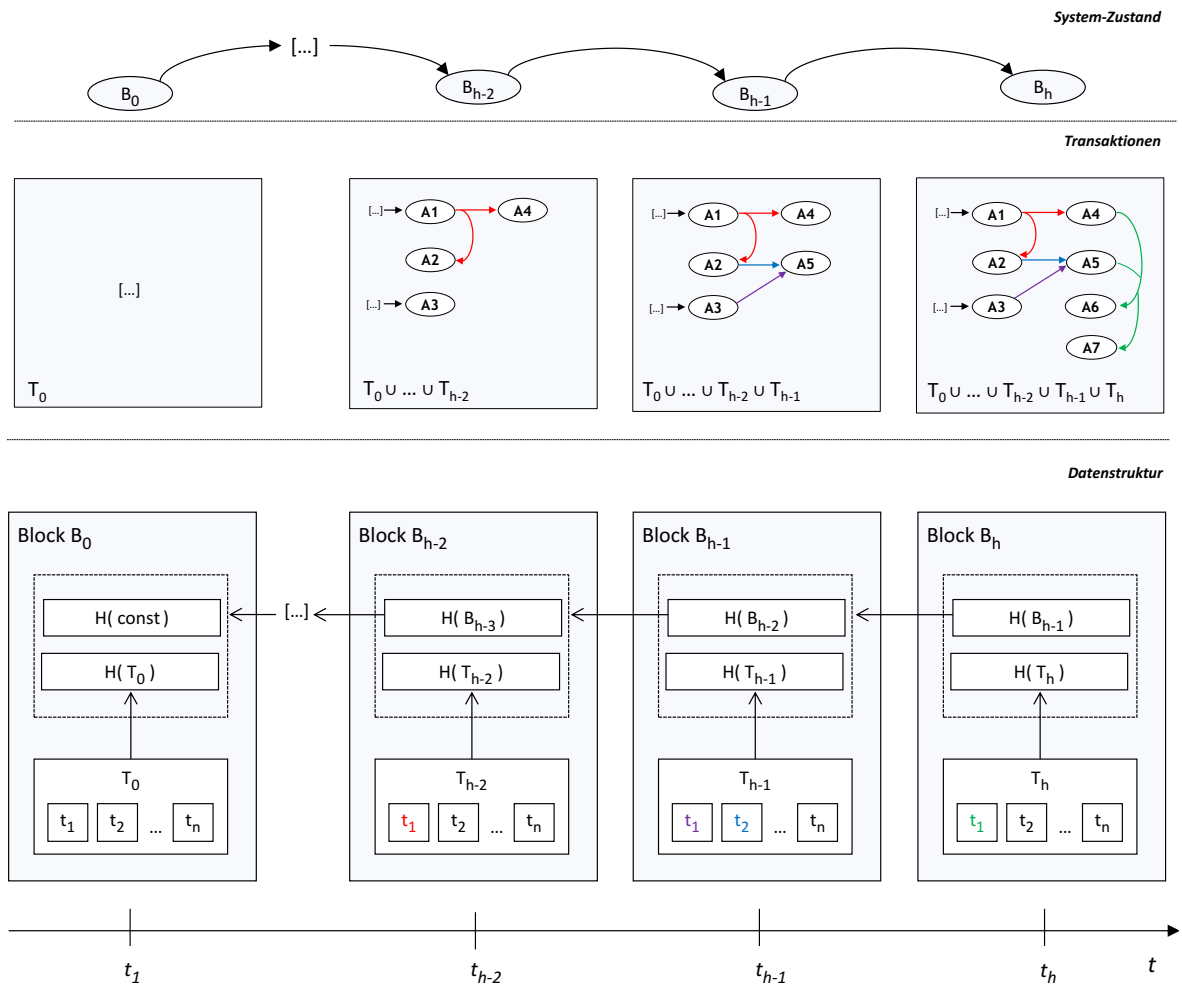 System-Zustand
[...]
B0 Bh-2 Bh-1 Bh
Transaktionen
[...] A1 A4 [...] A1 A4 [...] A1 A4
A2 A2 A5 A2 A5
[...]
[...] A3 [...] A3 [...] A3 A6
A7
T0 T0 ∪ ... ∪ Th-2 T0 ∪ ... ∪ Th-2 ∪ Th-1 T0 ∪ ... ∪ Th-2 ∪ Th-1 ∪ Th
Datenstruktur
Block B0 Block Bh-2 Block Bh-1 Block Bh
H( const ) [...] H( Bh-3 ) H( Bh-2 ) H( Bh-1 )
H( T0 ) H( Th-2 ) H( Th-1 ) H( Th )
T0 Th-2 Th-1 Th
t1 t2 ... tn t1 t2 ... tn t1 t2 ... tn t1 t2 ... tn
t1 th-2 th-1 th t